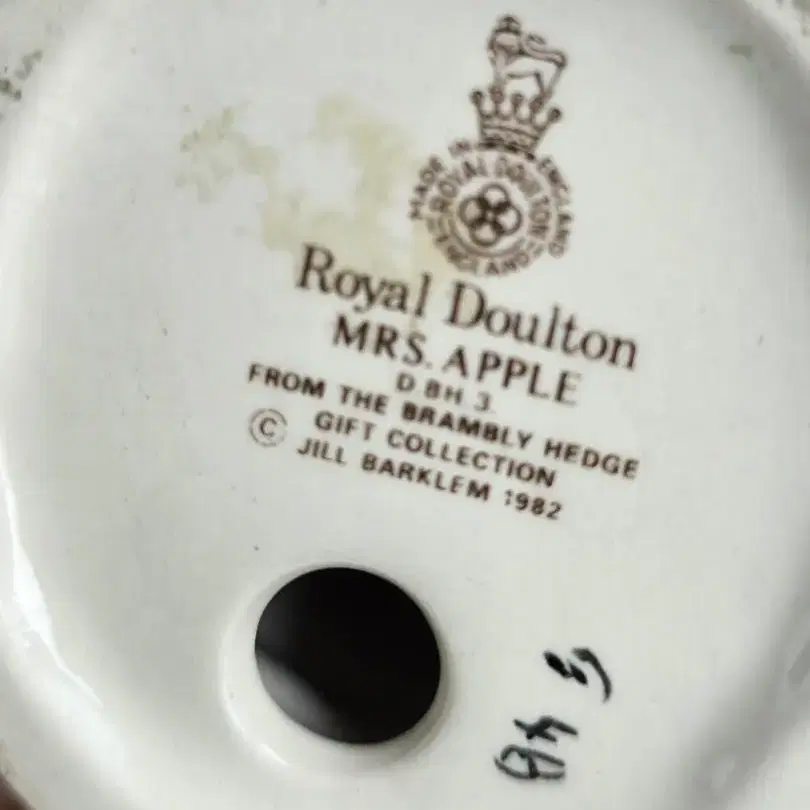 MADE IN ENGLAND
ROYAL DOULTON
ENGLAND
Royal Doulton
MRS. APPLE
D BH 3
FROM THE BRAMBLY HEDGE
GIFT COLLECTION
© JILL BARKLEM 1982